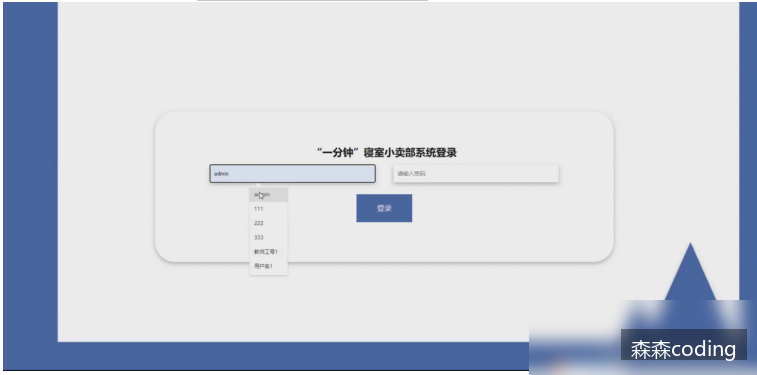 “一分钟”寝室小卖部系统登录
admin
请输入密码
admin
登录
111
222
333
教师工号1
用户名1
森森coding